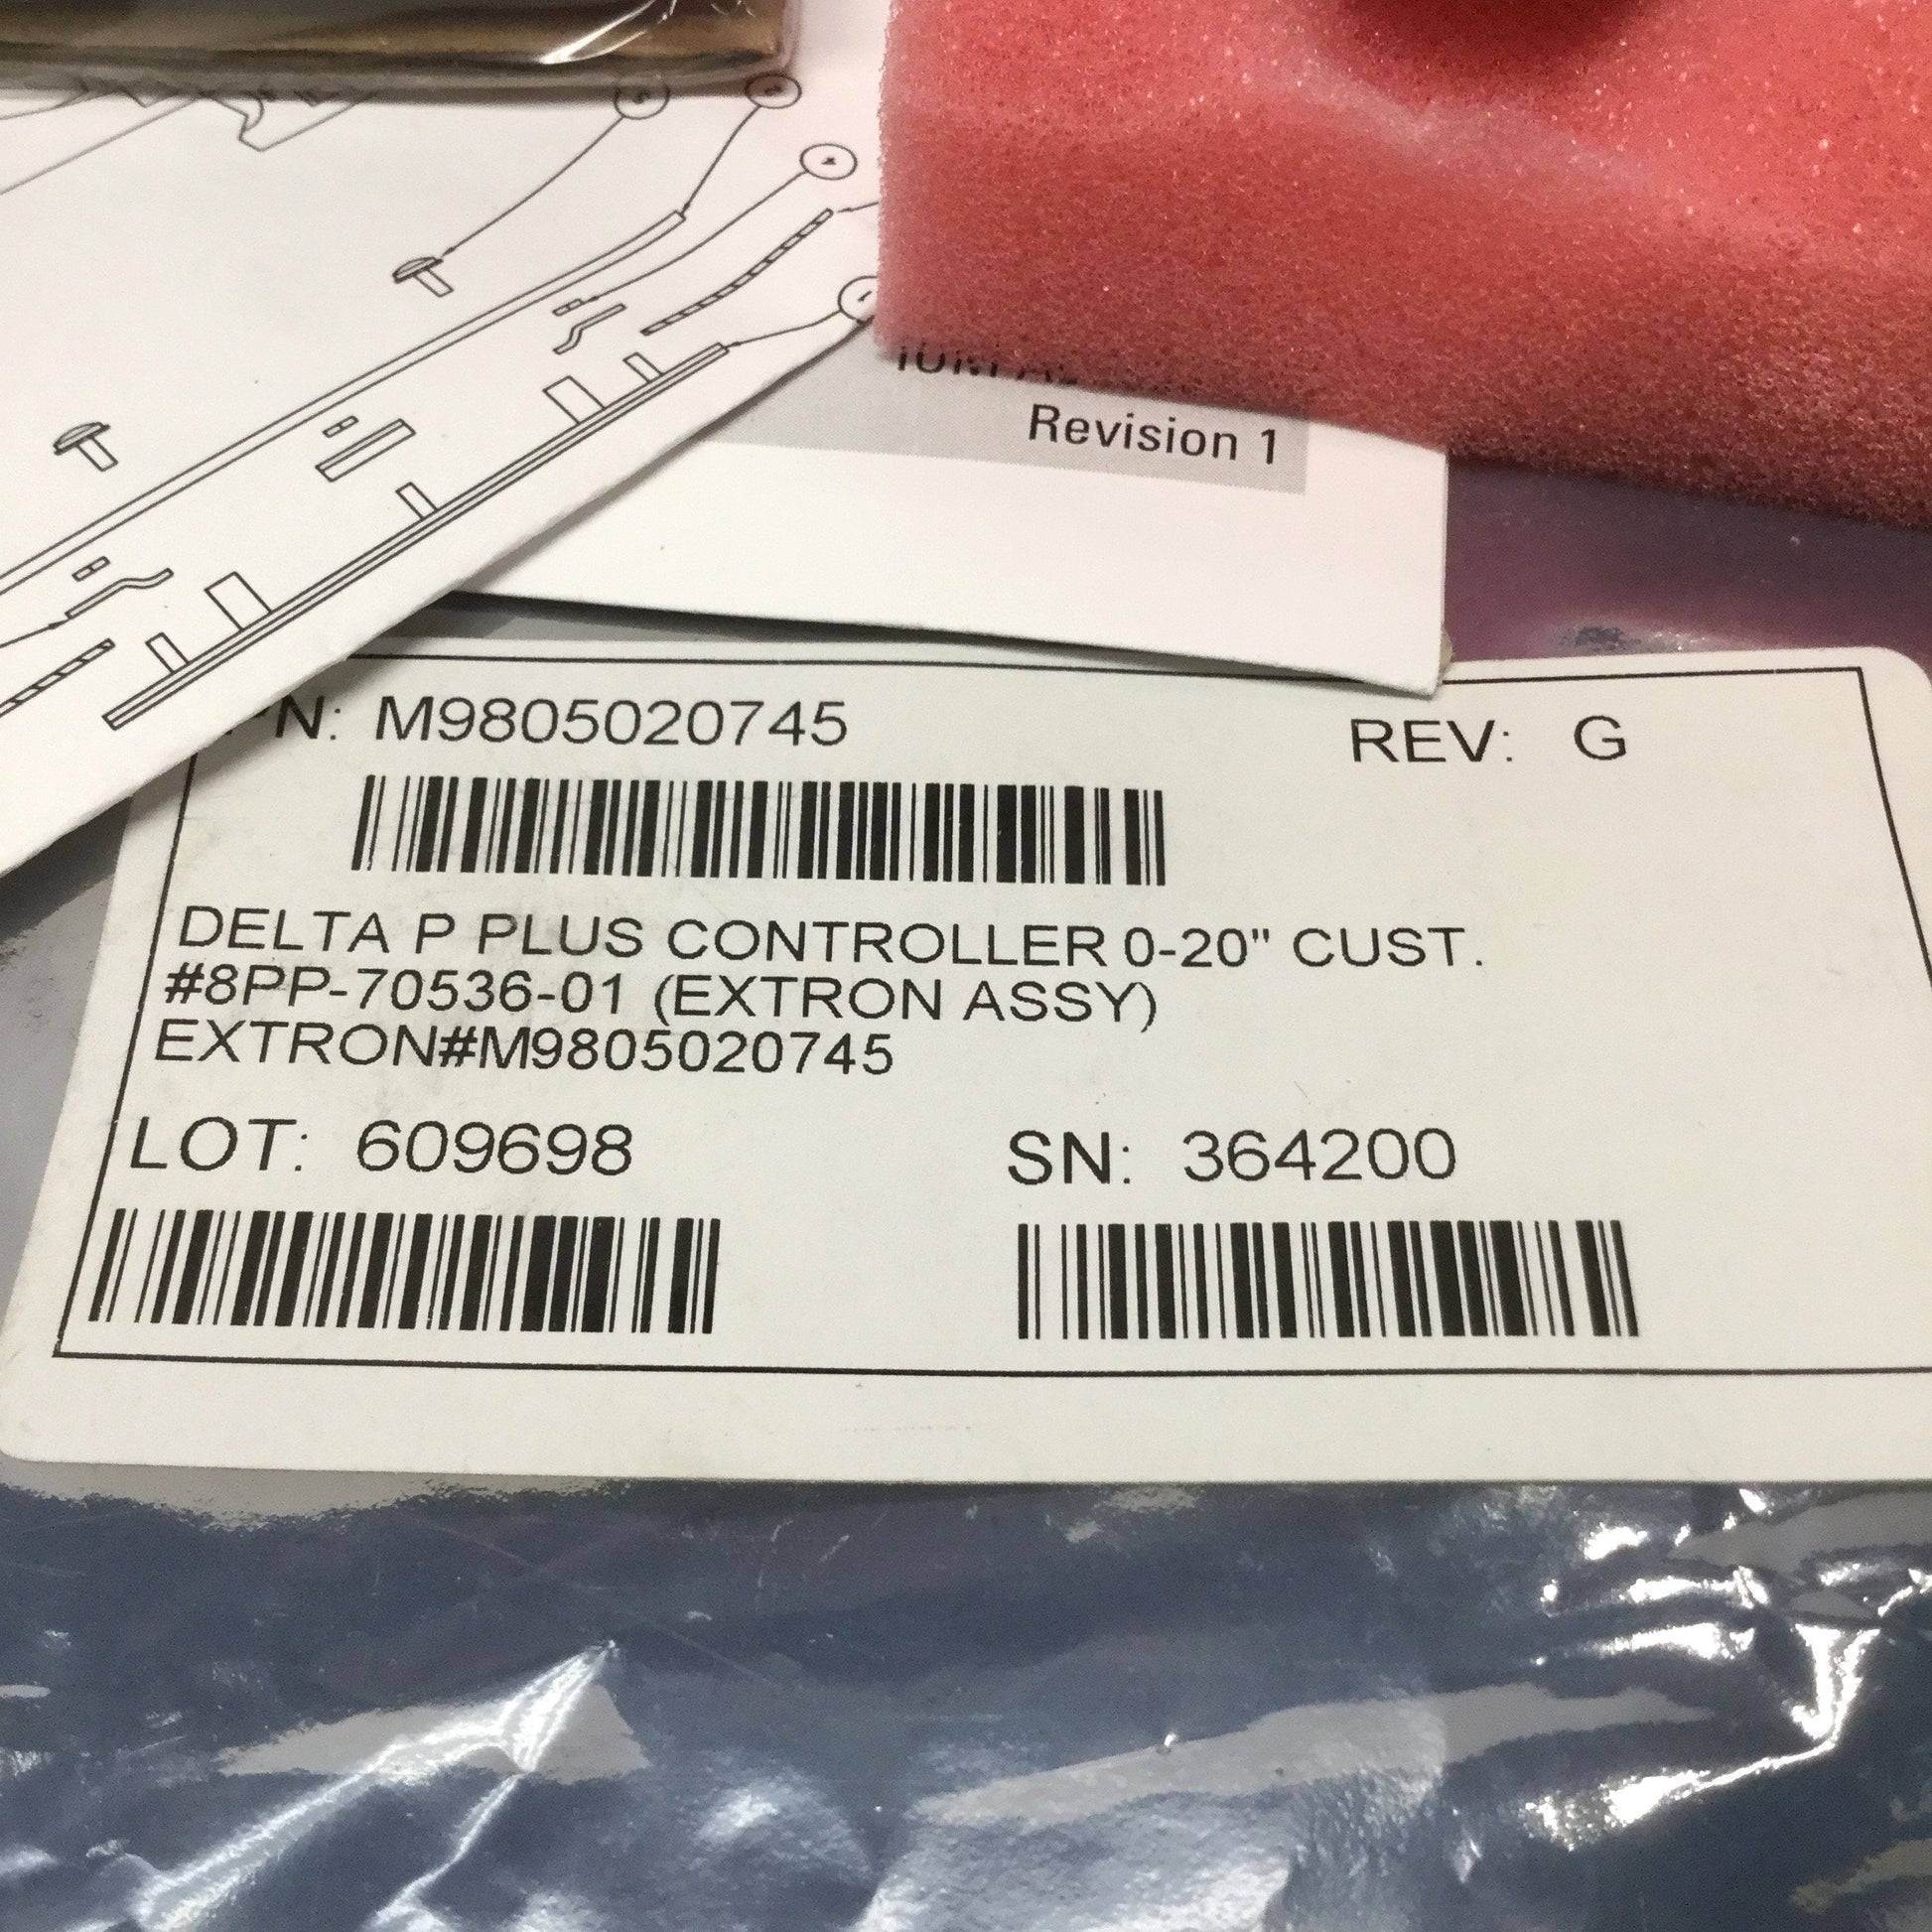 Revision 1
N: M9805020745
REV: G
DELTA P PLUS CONTROLLER 0-20" CUST.
#8PP-70536-01 (EXTRON ASSY)
EXTRON#M9805020745
LOT: 609698
SN: 364200